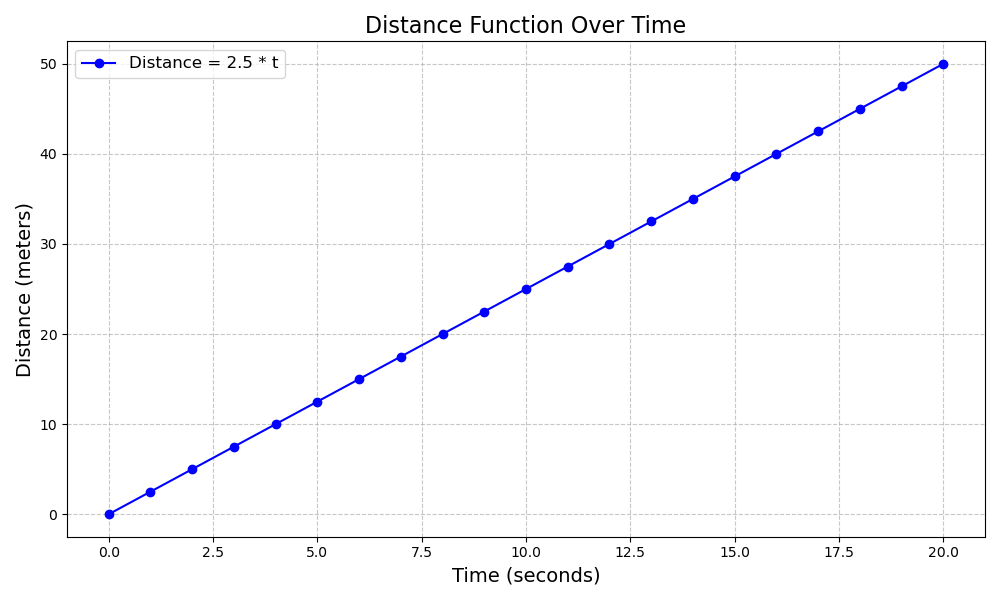 Distance Function Over Time
Distance = 2.5 * t
Distance (meters)
50
40
30
20
10
0
0.0 2.5 5.0 7.5 10.0 12.5 15.0 17.5 20.0
Time (seconds)